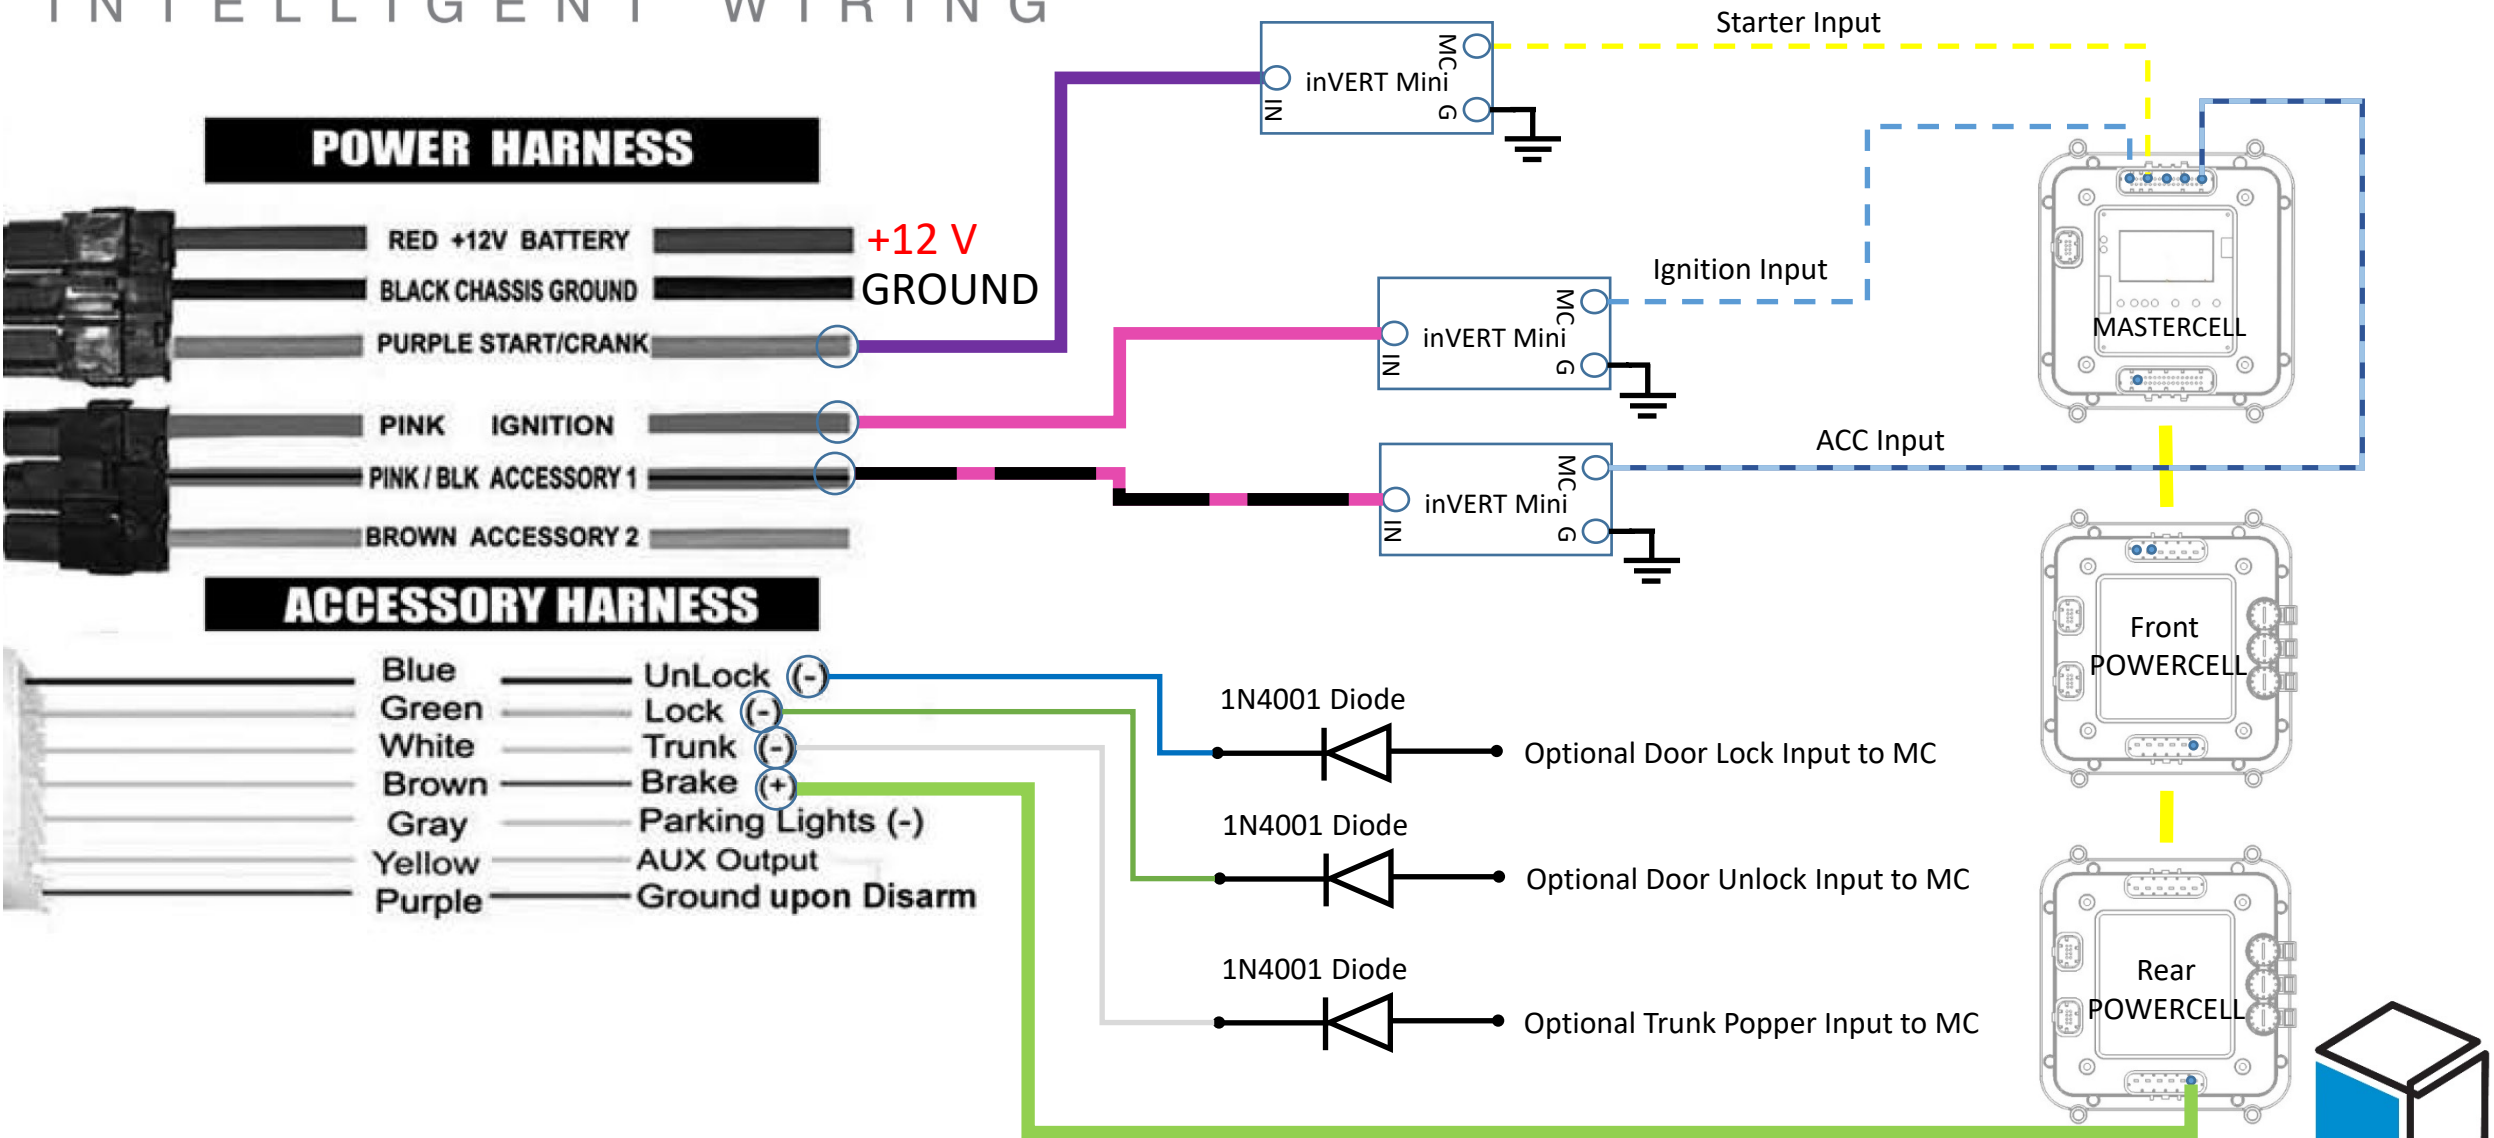 INTELLIGENT WIRING
POWER HARNESS
RED +12V BATTERY
+12 V
BLACK CHASSIS GROUND
GROUND
PURPLE START/CRANK
PINK IGNITION
PINK / BLK ACCESSORY 1
BROWN ACCESSORY 2
ACCESSORY HARNESS
Blue UnLock (-)
Green Lock (-)
White Trunk (-)
Brown Brake (+)
Gray Parking Lights (-)
Yellow AUX Output
Purple Ground upon Disarm
inVERT Mini
IN
MC
G
Starter Input
inVERT Mini
IN
MC
G
Ignition Input
inVERT Mini
IN
MC
G
ACC Input
1N4001 Diode
Optional Door Lock Input to MC
1N4001 Diode
Optional Door Unlock Input to MC
1N4001 Diode
Optional Trunk Popper Input to MC
MASTERCELL
Front
POWERCELL
Rear
POWERCELL